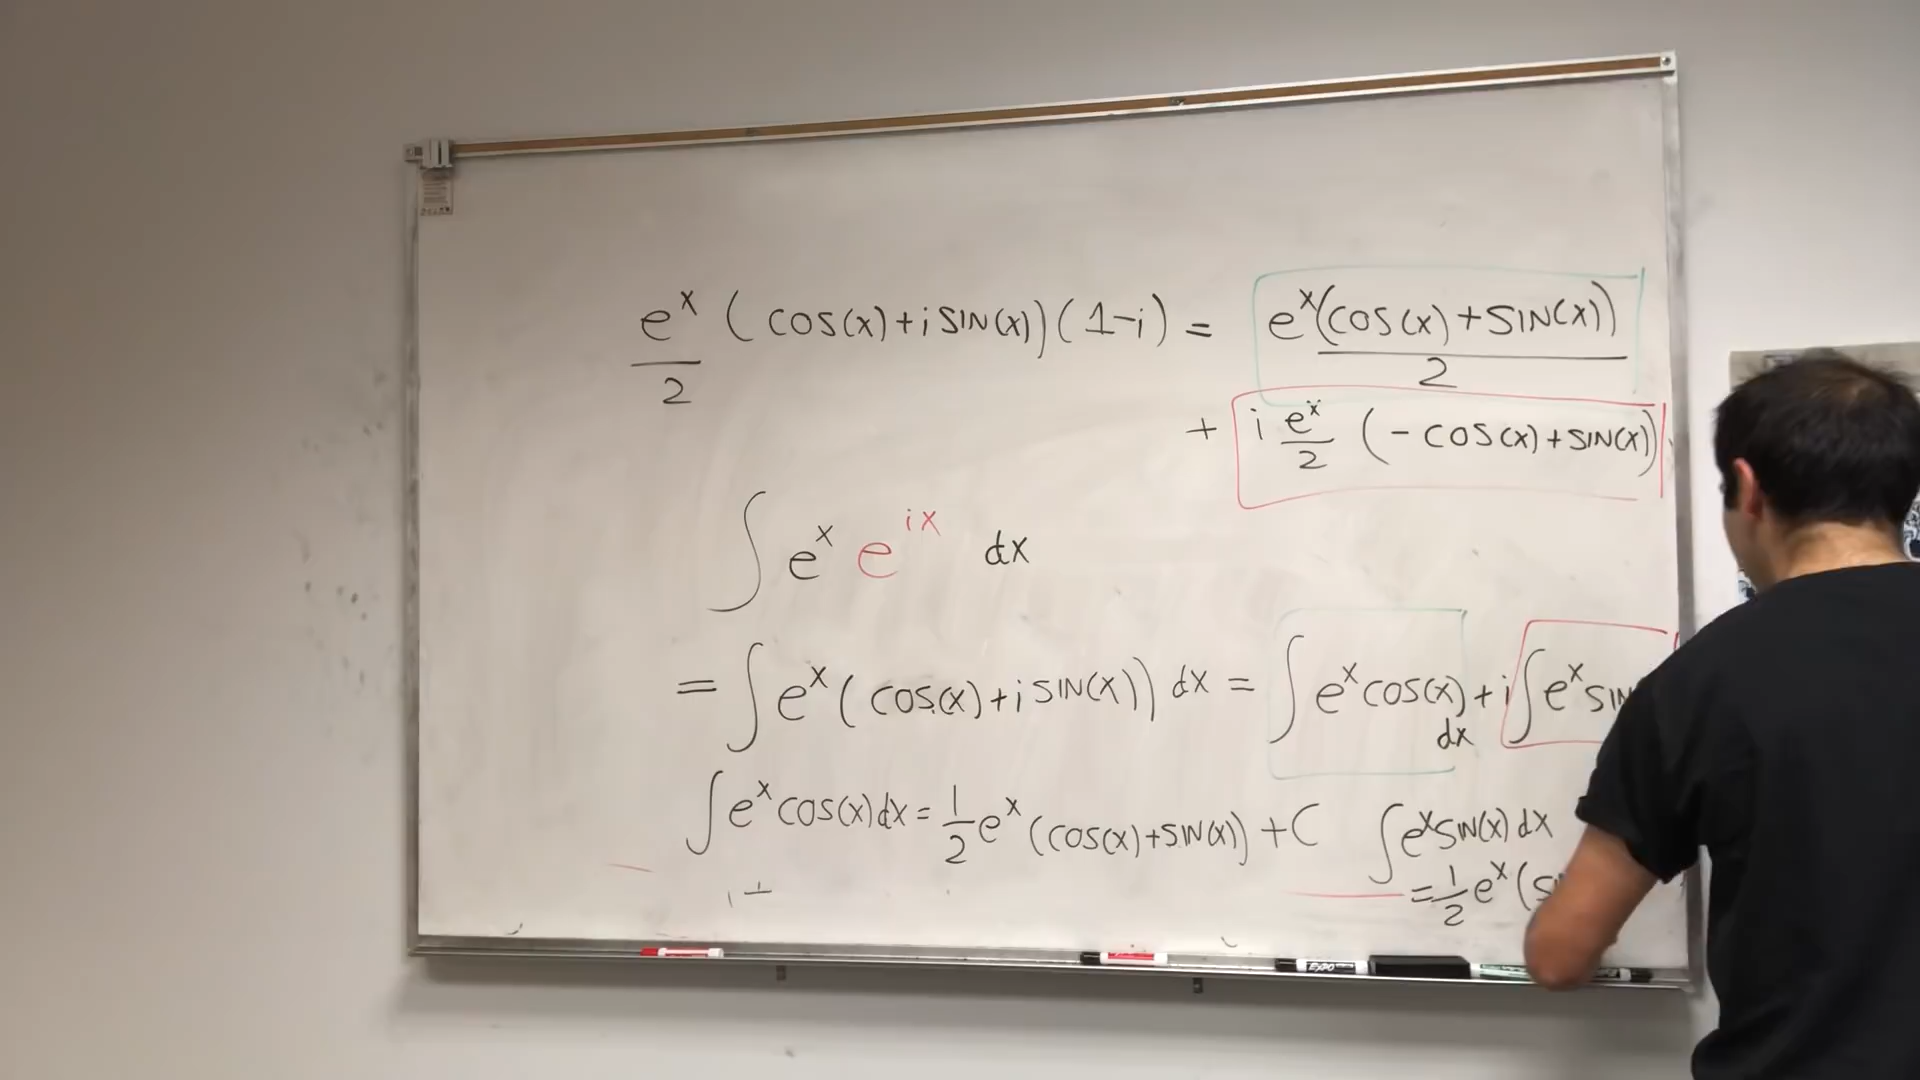 e^x/2 (cos(x)+i sin(x))(1-i) = e^x(cos(x)+sin(x))/2
+ i e^x/2 (-cos(x)+sin(x))
∫ e^x e^{ix} dx
= ∫ e^x (cos(x)+i sin(x)) dx = ∫ e^x cos(x) dx + i ∫ e^x
∫ e^x cos(x) dx = 1/2 e^x (cos(x)+sin(x)) + C
∫ e^x sin(x) dx
= 1/2 e^x (
EXPO